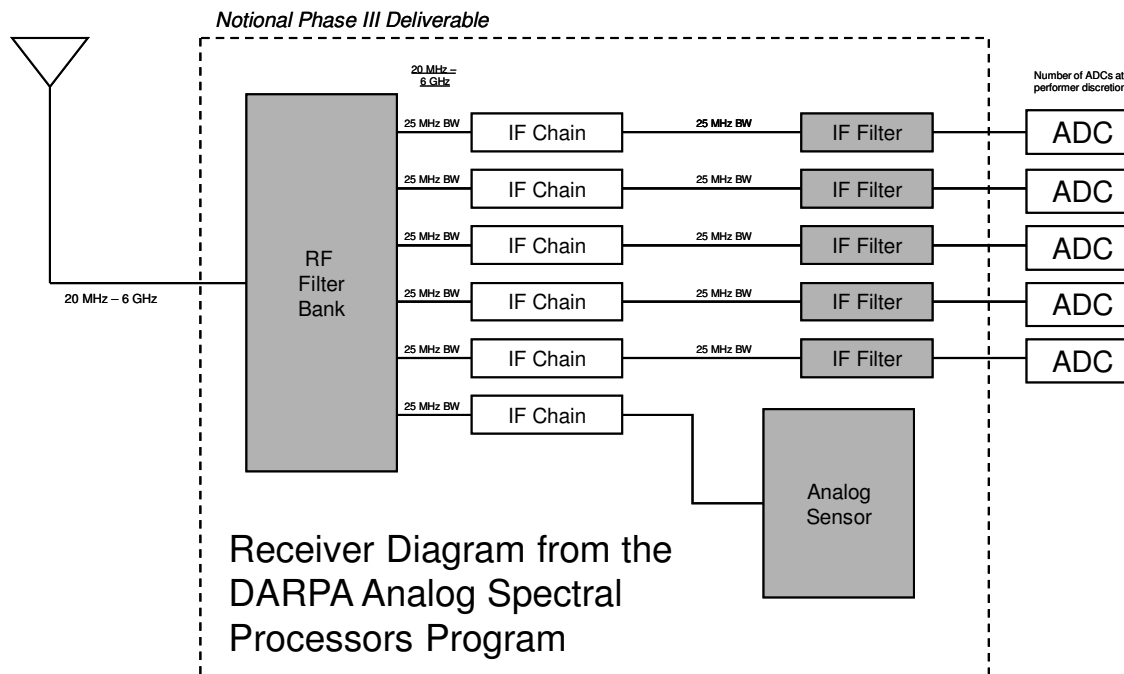 Notional Phase III Deliverable
20 MHz –
6 GHz
Number of ADCs at
performer discretion
25 MHz BW
IF Chain
25 MHz BW
IF Filter
ADC
25 MHz BW
IF Chain
25 MHz BW
IF Filter
ADC
25 MHz BW
IF Chain
25 MHz BW
IF Filter
ADC
RF
Filter
Bank
20 MHz – 6 GHz
25 MHz BW
IF Chain
25 MHz BW
IF Filter
ADC
25 MHz BW
IF Chain
25 MHz BW
IF Filter
ADC
25 MHz BW
IF Chain
Analog
Sensor
Receiver Diagram from the
DARPA Analog Spectral
Processors Program